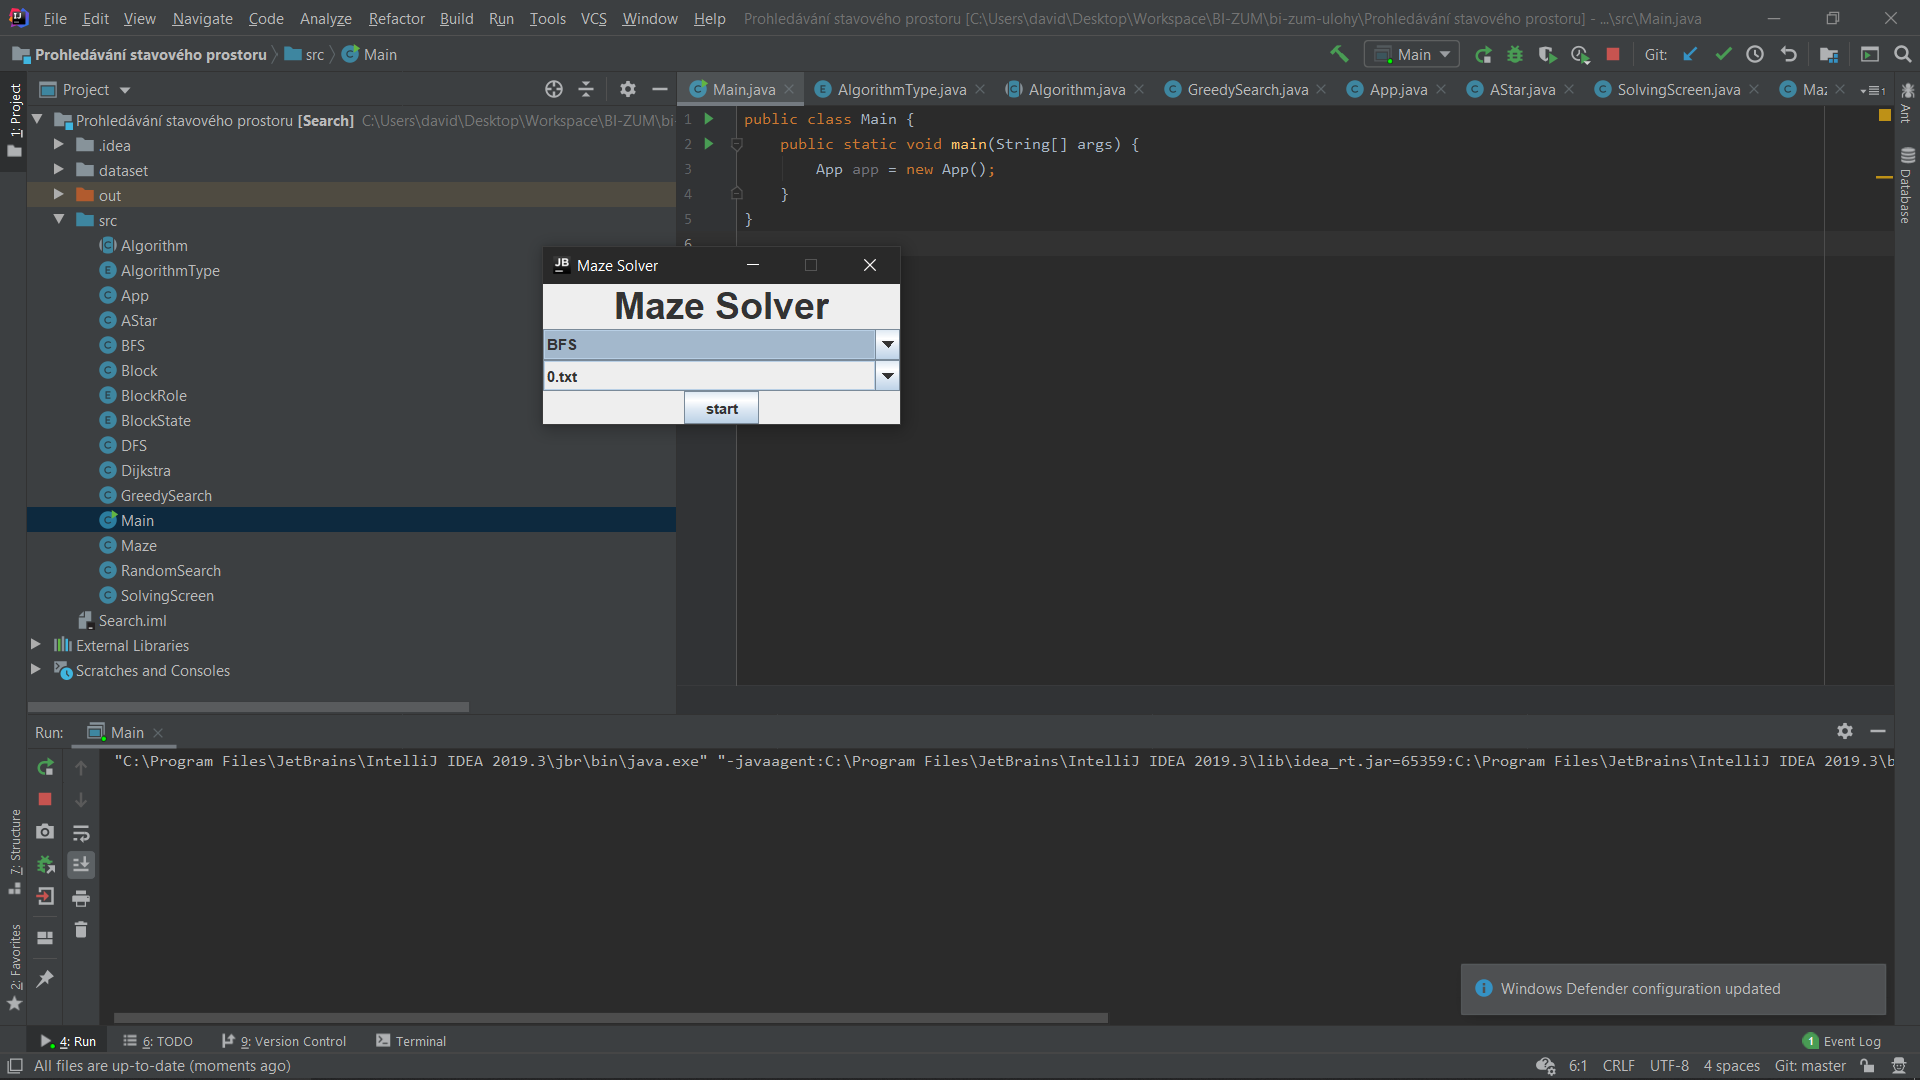 File Edit View Navigate Code Analyze Refactor Build Run Tools VCS Window Help Prohledávání stavového prostoru [C:\Users\david\Desktop\Workspace\BI-ZUM\bi-zum-ulohy\Prohledávání stavového prostoru] - ...\src\Main.java
Prohledávání stavového prostoru src Main Main Git:
Project Main.java AlgorithmType.java Algorithm.java GreedySearch.java App.java AStar.java SolvingScreen.java Maz
1: Project
Prohledávání stavového prostoru [Search] C:\Users\david\Desktop\Workspace\BI-ZUM\bi
.idea
dataset
out
src
Algorithm
AlgorithmType
App
AStar
BFS
Block
BlockRole
BlockState
DFS
Dijkstra
GreedySearch
Main
Maze
RandomSearch
SolvingScreen
Search.iml
External Libraries
Scratches and Consoles
1 public class Main {
2 public static void main(String[] args) {
3 App app = new App();
4 }
5 }
6
Ant
Database
JB Maze Solver
Maze Solver
BFS
0.txt
start
Run: Main
"C:\Program Files\JetBrains\IntelliJ IDEA 2019.3\jbr\bin\java.exe" "-javaagent:C:\Program Files\JetBrains\IntelliJ IDEA 2019.3\lib\idea_rt.jar=65359:C:\Program Files\JetBrains\IntelliJ IDEA 2019.3\b
7: Structure
2: Favorites
Windows Defender configuration updated
4: Run 6: TODO 9: Version Control Terminal 1 Event Log
All files are up-to-date (moments ago) 6:1 CRLF UTF-8 4 spaces Git: master